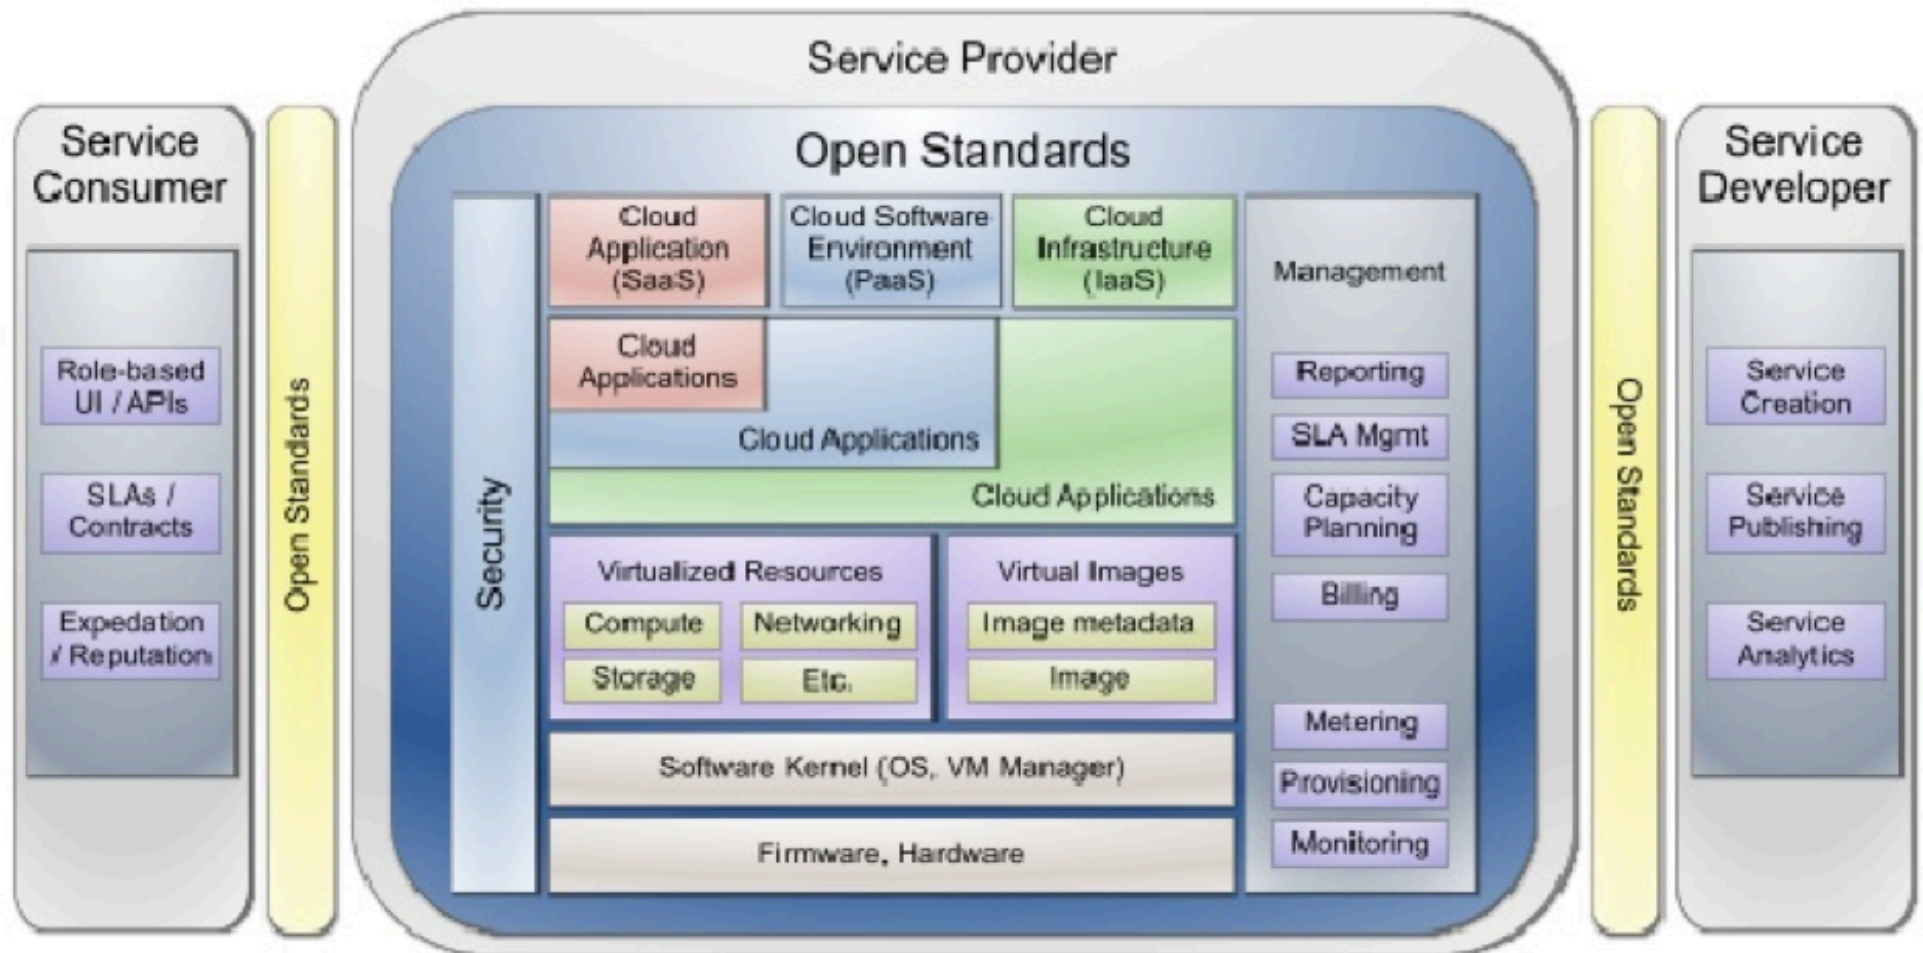 Service Provider
Service
Consumer
Role-based
UI / APIs
SLAs /
Contracts
Expedation
/ Reputation
Open Standards
Open Standards
Security
Cloud
Application
(SaaS)
Cloud Software
Environment
(PaaS)
Cloud
Infrastructure
(IaaS)
Cloud
Applications
Cloud Applications
Cloud Applications
Virtualized Resources
Compute
Networking
Storage
Etc.
Virtual Images
Image metadata
Image
Software Kernel (OS, VM Manager)
Firmware, Hardware
Management
Reporting
SLA Mgmt
Capacity
Planning
Billing
Metering
Provisioning
Monitoring
Open Standards
Service
Developer
Service
Creation
Service
Publishing
Service
Analytics